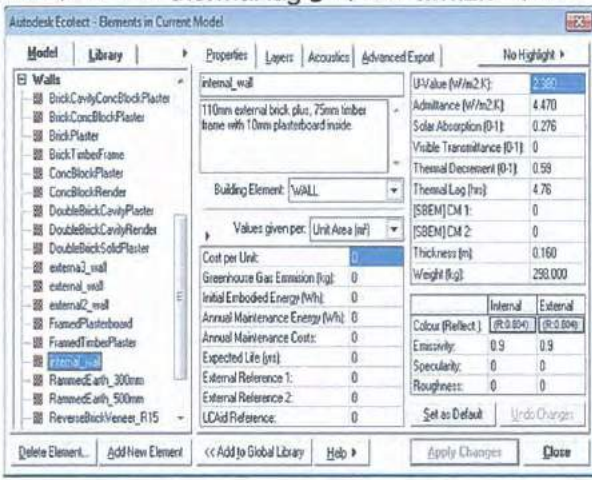 Autodesk Ecotect - Elements in Current Model
Model
Library
Walls
BrickCavityConcBlockPlaster
BrickConcBlockPlaster
BrickPlaster
BrickTimberFrame
ConcBlockPlaster
ConcBlockRender
DoubleBrickCavityPlaster
DoubleBrickCavityRender
DoubleBrickSolidPlaster
externa3_wall
external_wall
external2_wall
FramedPlasterboard
FramedTimberPlaster
internal_wall
RammedEarth_300mm
RammedEarth_500mm
ReverseBrickVeneer_R15
Delete Element...
Add New Element
Properties
Layers
Acoustics
Advanced Export
No Highlight
internal_wall
110mm external brick plus, 75mm timber
frame with 10mm plasterboard inside.
Building Element: WALL
Values given per: Unit Area (m²)
Cost per Unit: 0
Greenhouse Gas Emmision (kg): 0
Initial Embodied Energy (Wh): 0
Annual Maintenance Energy (Wh): 0
Annual Maintenance Costs: 0
Expected Life (yrs): 0
External Reference 1: 0
External Reference 2: 0
LCAid Reference: 0
<< Add to Global Library
Help
U-Value (W/m2.K): 2.380
Admittance (W/m2.K): 4.470
Solar Absorption (0-1): 0.276
Visible Transmittance (0-1): 0
Thermal Decrement (0-1): 0.59
Thermal Lag (hrs): 4.76
[SBEM] CM 1: 0
[SBEM] CM 2: 0
Thickness (m): 0.160
Weight (kg): 298.000
Internal External
Colour (Reflect.): (R:0.804) (R:0.804)
Emissivity: 0.9 0.9
Specularity: 0 0
Roughness: 0 0
Set as Default
Undo Changes
Apply Changes
Close